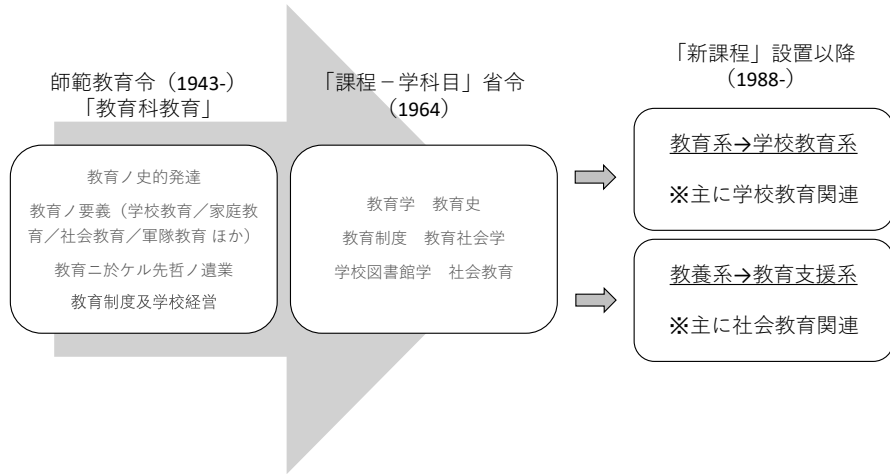 師範教育令（1943-）
「教育科教育」
教育ノ史的発達
教育ノ要義（学校教育／家庭教
育／社会教育／軍隊教育 ほか）
教育ニ於ケル先哲ノ遺業
教育制度及学校経営
「課程－学科目」省令
（1964）
教育学　教育史
教育制度　教育社会学
学校図書館学　社会教育
「新課程」設置以降
（1988-）
教育系→学校教育系
※主に学校教育関連
教養系→教育支援系
※主に社会教育関連